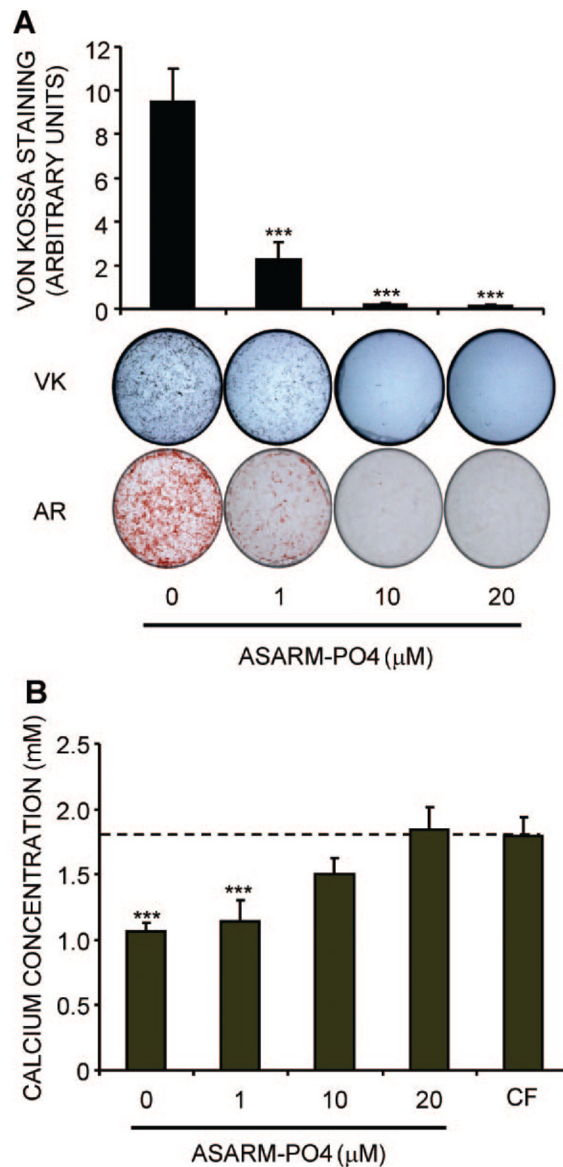 A
VON KOSSA STAINING
(ARBITRARY UNITS)
12
10
8
6
4
2
0
***
***
***
VK
AR
0 1 10 20
ASARM-PO4 (μM)
B
CALCIUM CONCENTRATION (mM)
2.5
2.0
1.5
1.0
0.5
0
***
***
0 1 10 20 CF
ASARM-PO4 (μM)